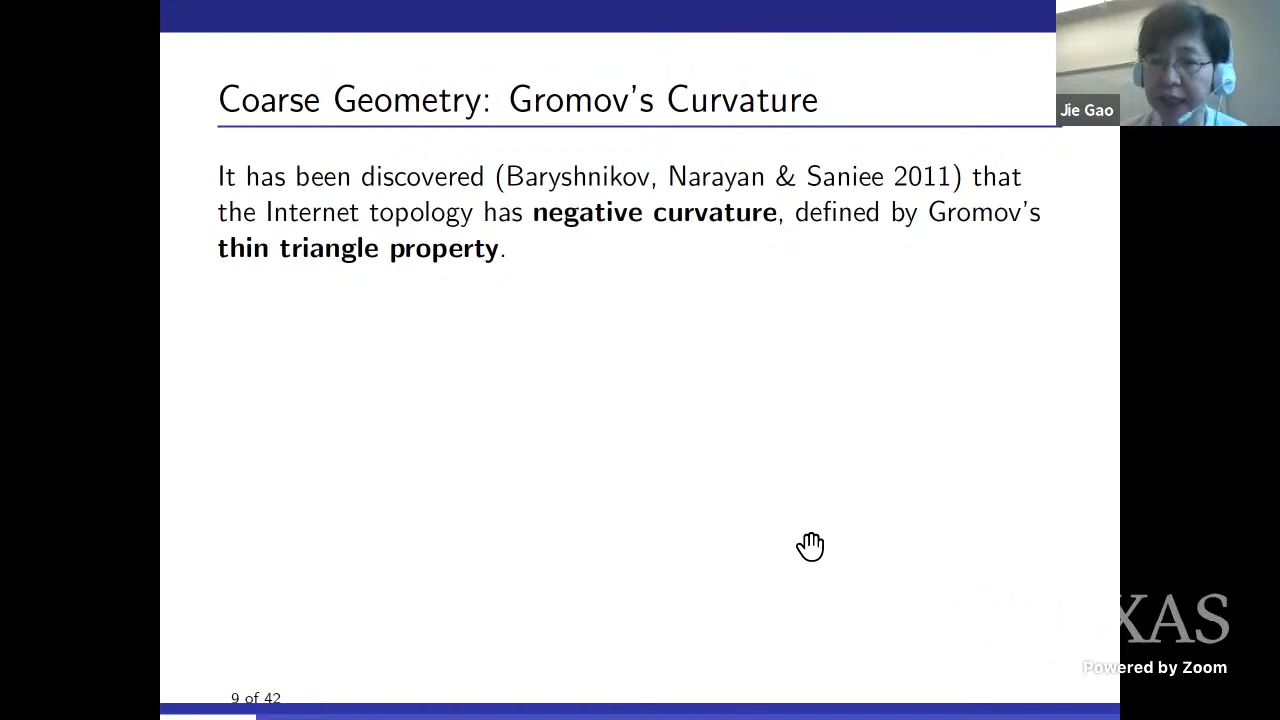 Coarse Geometry: Gromov's Curvature
Jie Gao
It has been discovered (Baryshnikov, Narayan & Saniee 2011) that
the Internet topology has negative curvature, defined by Gromov's
thin triangle property.
XAS
Powered by Zoom
9 of 42